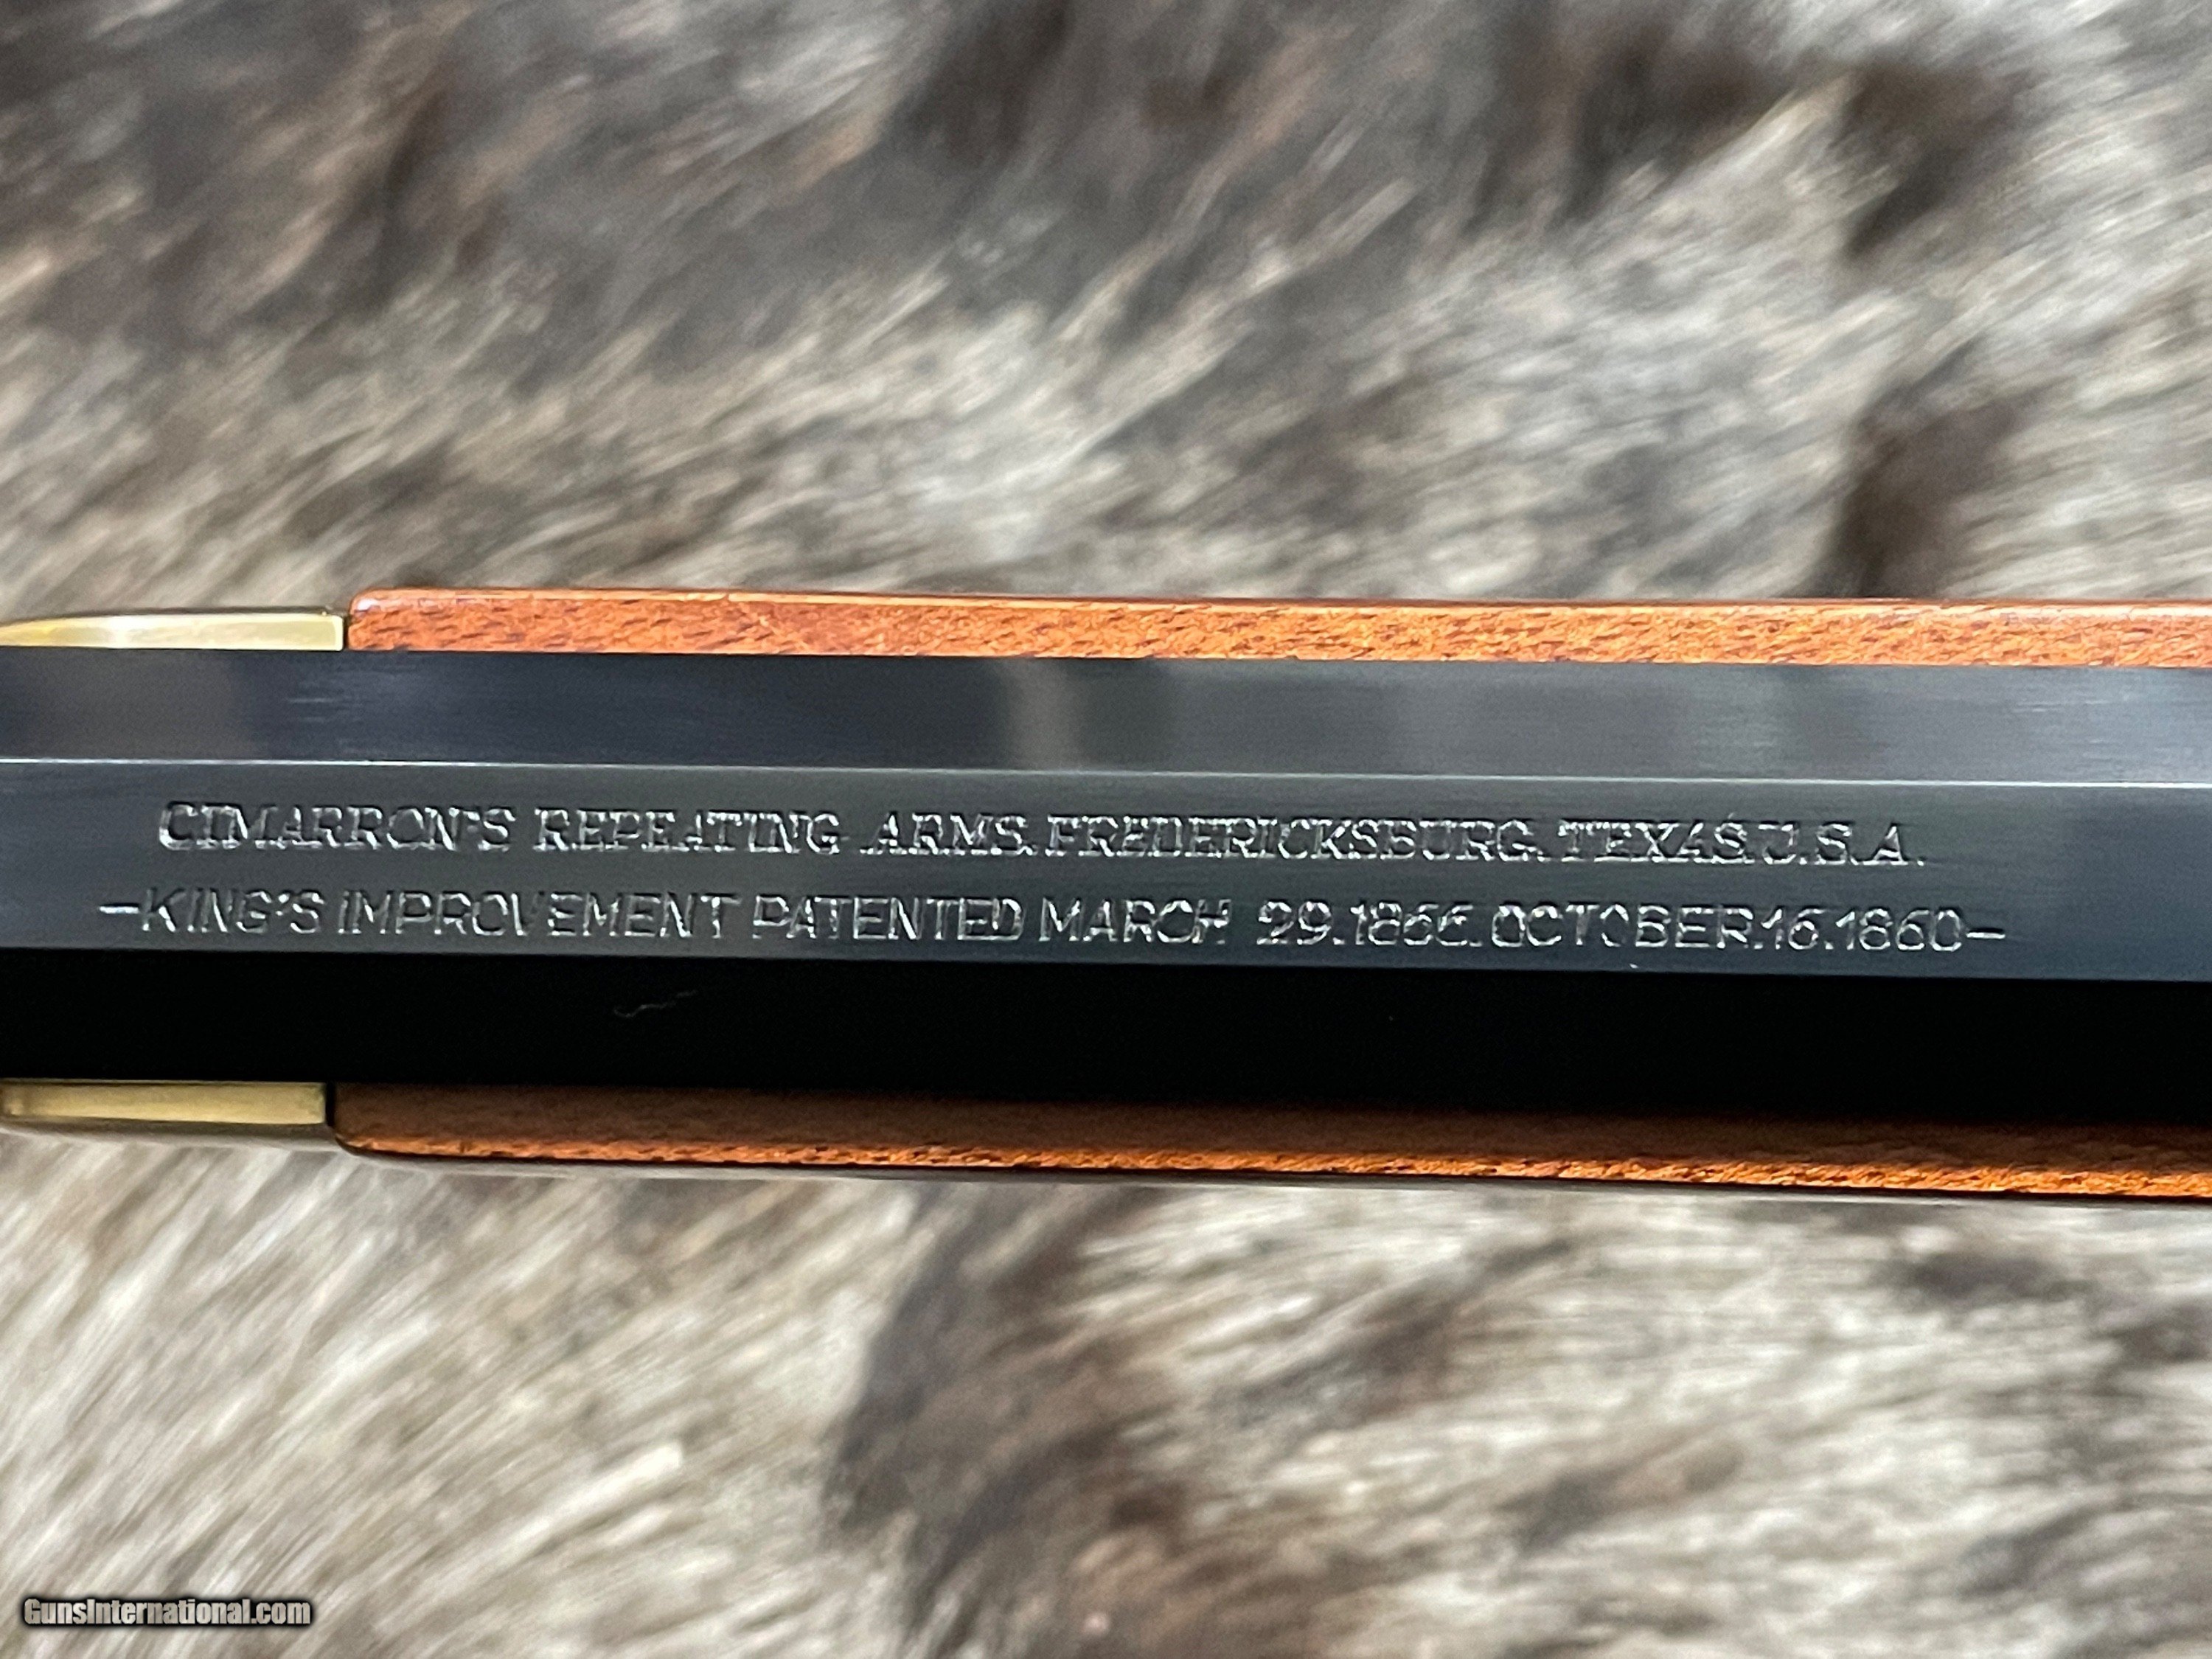 CIMARRON'S REPEATING ARMS. FREDERICKSBURG. TEXAS. U.S.A.
—KING'S IMPROVEMENT PATENTED MARCH 29.1866. OCTOBER.16.1860—
GunsInternational.com